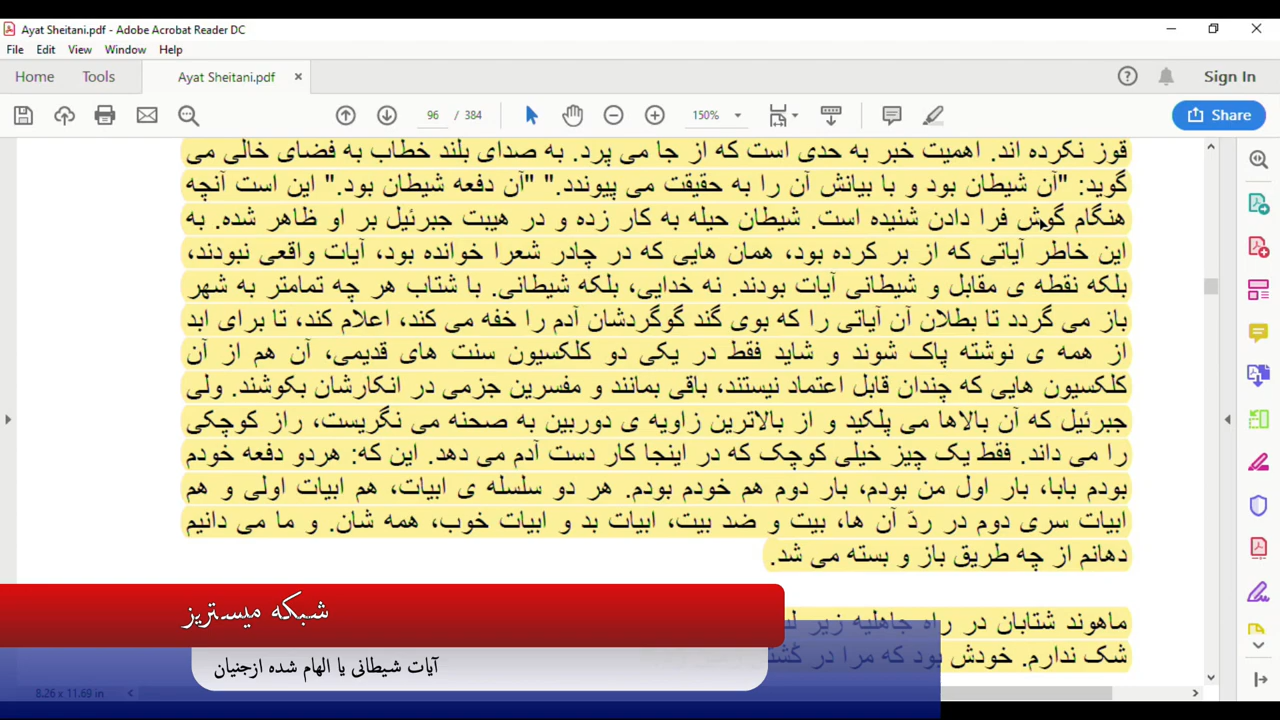 Ayat Sheitani.pdf - Adobe Acrobat Reader DC
File Edit View Window Help
Home Tools Ayat Sheitani.pdf × Sign In
96 / 384 150% Share
قوز نکرده اند. اهمیت خبر به حدی است که از جا می پرد. به صدای بلند خطاب به فضای خالی می
گوید: "آن شیطان بود و با بیانش آن را به حقیقت می پیوندد." "آن دفعه شیطان بود." این است آنچه
هنگام گوش فرا دادن شنیده است. شیطان حیله به کار زده و در هیبت جبرئیل بر او ظاهر شده. به
این خاطر آیاتی که از بر کرده بود، همان هایی که در چادر شعرا خوانده بود، آیات واقعی نبودند،
بلکه نقطه ی مقابل و شیطانی آیات بودند. نه خدایی، بلکه شیطانی. با شتاب هر چه تمامتر به شهر
باز می گردد تا بطلان آن آیاتی را که بوی گند گوگردشان آدم را خفه می کند، اعلام کند، تا برای ابد
از همه ی نوشته پاک شوند و شاید فقط در یکی دو کلکسیون سنت های قدیمی، آن هم از آن
کلکسیون هایی که چندان قابل اعتماد نیستند، باقی بمانند و مفسرین جزمی در انکارشان بکوشند. ولی
جبرئیل که آن بالاها می پلکید و از بالاترین زاویه ی دوربین به صحنه می نگریست، راز کوچکی
را می داند. فقط یک چیز خیلی کوچک که در اینجا کار دست آدم می دهد. این که: هردو دفعه خودم
بودم بابا، بار اول من بودم، بار دوم هم خودم بودم. هر دو سلسله ی ابیات، هم ابیات اولی و هم
ابیات سری دوم در ردّ آن ها، بیت و ضد بیت، ابیات بد و ابیات خوب، همه شان. و ما می دانیم
دهانم از چه طریق باز و بسته می شد.
ماهوند شتابان در راه جاهلیه زیر
شک ندارم. خودش بود که مرا در
شبکه میستریز
آیات شیطانی یا الهام شده ازجنیان
8.26 x 11.69 in